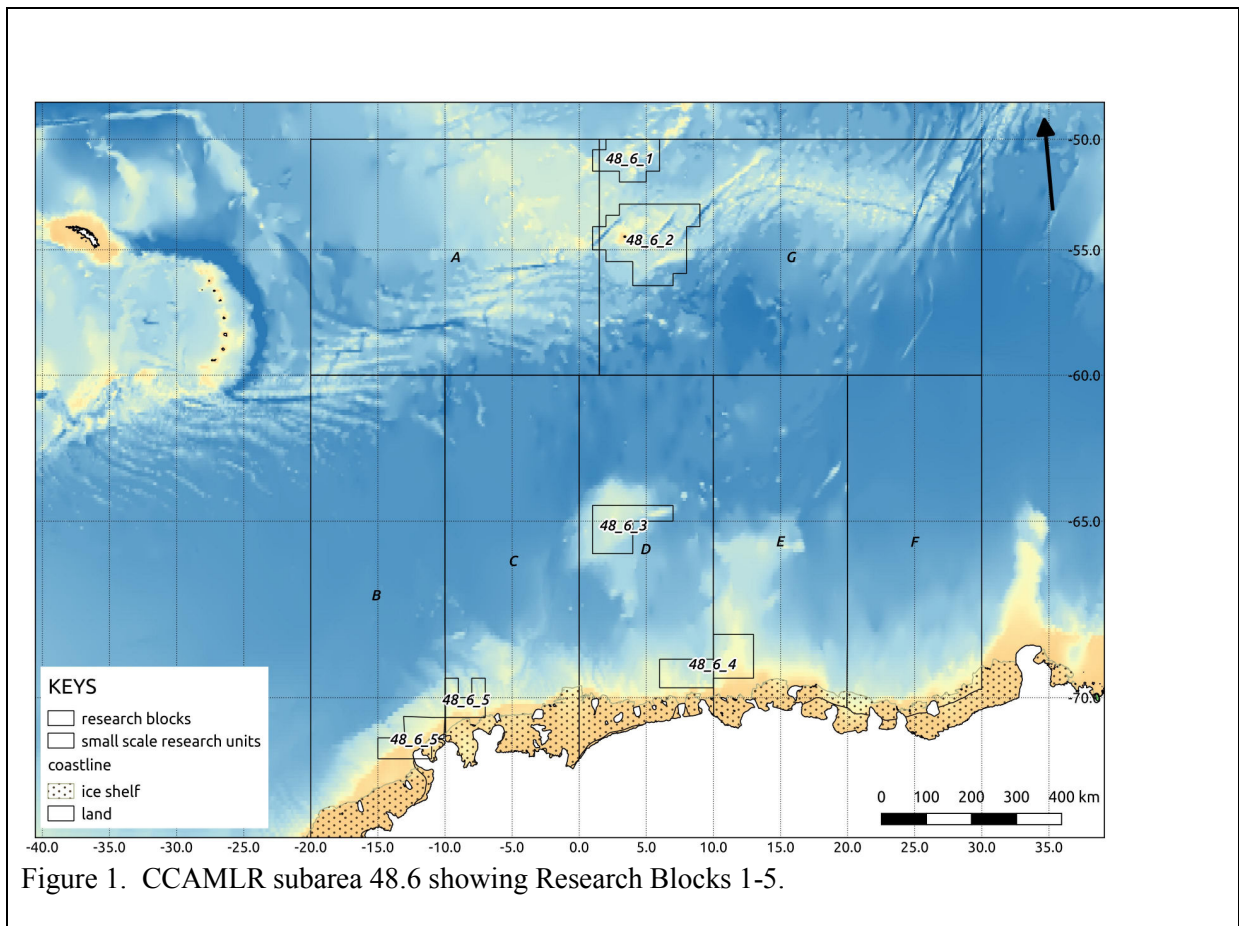 48_6_1
-50.0
48_6_2
A
G
-55.0
-60.0
48_6_3
D
E
F
-65.0
C
B
48_6_4
48_6_5
-70.0
48_6_5
KEYS
research blocks
small scale research units
coastline
ice shelf
land
0 100 200 300 400 km
-40.0 -35.0 -30.0 -25.0 -20.0 -15.0 -10.0 -5.0 0.0 5.0 10.0 15.0 20.0 25.0 30.0 35.0
Figure 1. CCAMLR subarea 48.6 showing Research Blocks 1-5.